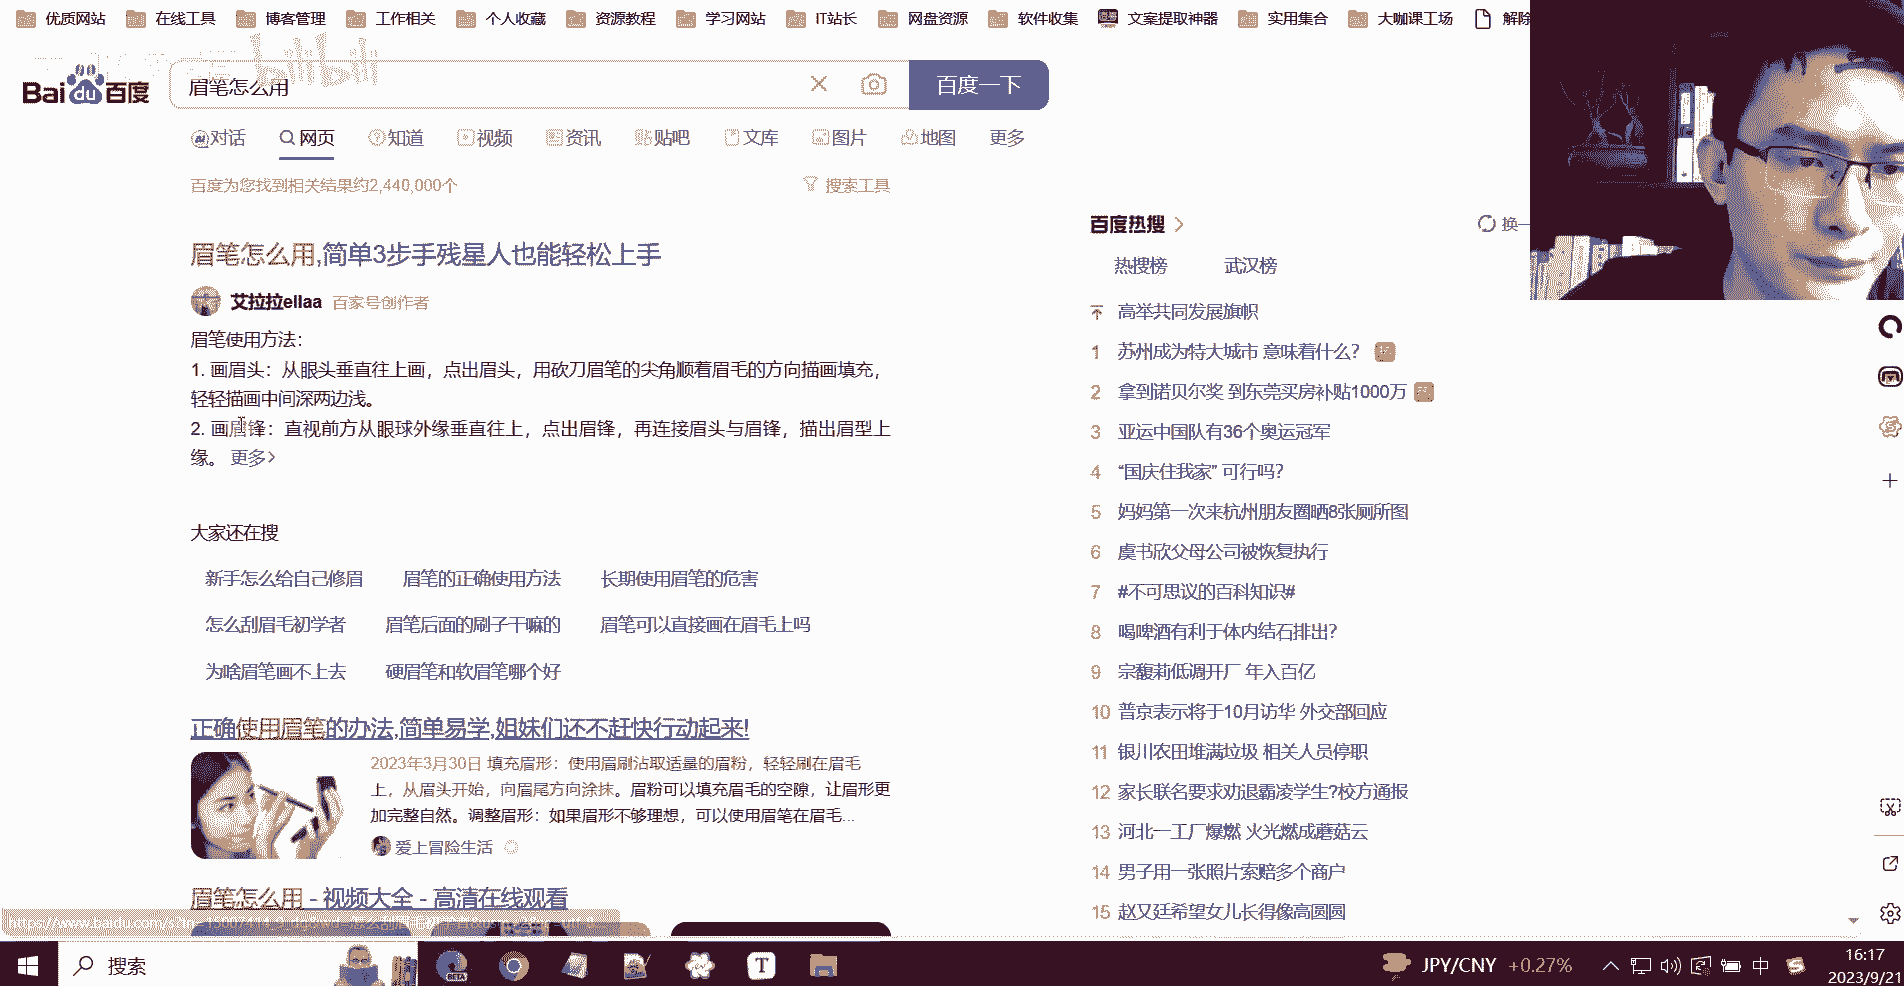 优质网站 在线工具 博客管理 工作相关 个人收藏 资源教程 学习网站 IT站长 网盘资源 软件收集 文案提取神器 实用集合 大咖课工场 解除
bilibili
Bai du 百度 眉笔怎么用 百度一下
对话 网页 知道 视频 资讯 贴吧 文库 图片 地图 更多
百度为您找到相关结果约2,440,000个 搜索工具
眉笔怎么用,简单3步手残星人也能轻松上手
艾拉拉ellaa 百家号创作者
眉笔使用方法:
1. 画眉头：从眼头垂直往上画，点出眉头，用砍刀眉笔的尖角顺着眉毛的方向描画填充，
轻轻描画中间深两边浅。
2. 画眉锋：直视前方从眼球外缘垂直往上，点出眉锋，再连接眉头与眉锋，描出眉型上
缘。 更多>
大家还在搜
新手怎么给自己修眉 眉笔的正确使用方法 长期使用眉笔的危害
怎么刮眉毛初学者 眉笔后面的刷子干嘛的 眉笔可以直接画在眉毛上吗
为啥眉笔画不上去 硬眉笔和软眉笔哪个好
正确使用眉笔的办法,简单易学,姐妹们还不赶快行动起来!
2023年3月30日 填充眉形：使用眉刷沾取适量的眉粉，轻轻刷在眉毛
上，从眉头开始，向眉尾方向涂抹。眉粉可以填充眉毛的空隙，让眉形更
加完整自然。调整眉形：如果眉形不够理想，可以使用眉笔在眉毛...
爱上冒险生活
眉笔怎么用 - 视频大全 - 高清在线观看
百度热搜 > 换一
热搜榜 武汉榜
高举共同发展旗帜
1 苏州成为特大城市 意味着什么?
2 拿到诺贝尔奖 到东莞买房补贴1000万
3 亚运中国队有36个奥运冠军
4 “国庆住我家” 可行吗?
5 妈妈第一次来杭州朋友圈晒8张厕所图
6 虞书欣父母公司被恢复执行
7 #不可思议的百科知识#
8 喝啤酒有利于体内结石排出?
9 宗馥莉低调开厂 年入百亿
10 普京表示将于10月访华 外交部回应
11 银川农田堆满垃圾 相关人员停职
12 家长联名要求劝退霸凌学生?校方通报
13 河北一工厂爆燃 火光燃成蘑菇云
14 男子用一张照片索赔多个商户
15 赵又廷希望女儿长得像高圆圆
搜索 BETA T JPY/CNY +0.27% 中 16:17
2023/9/21